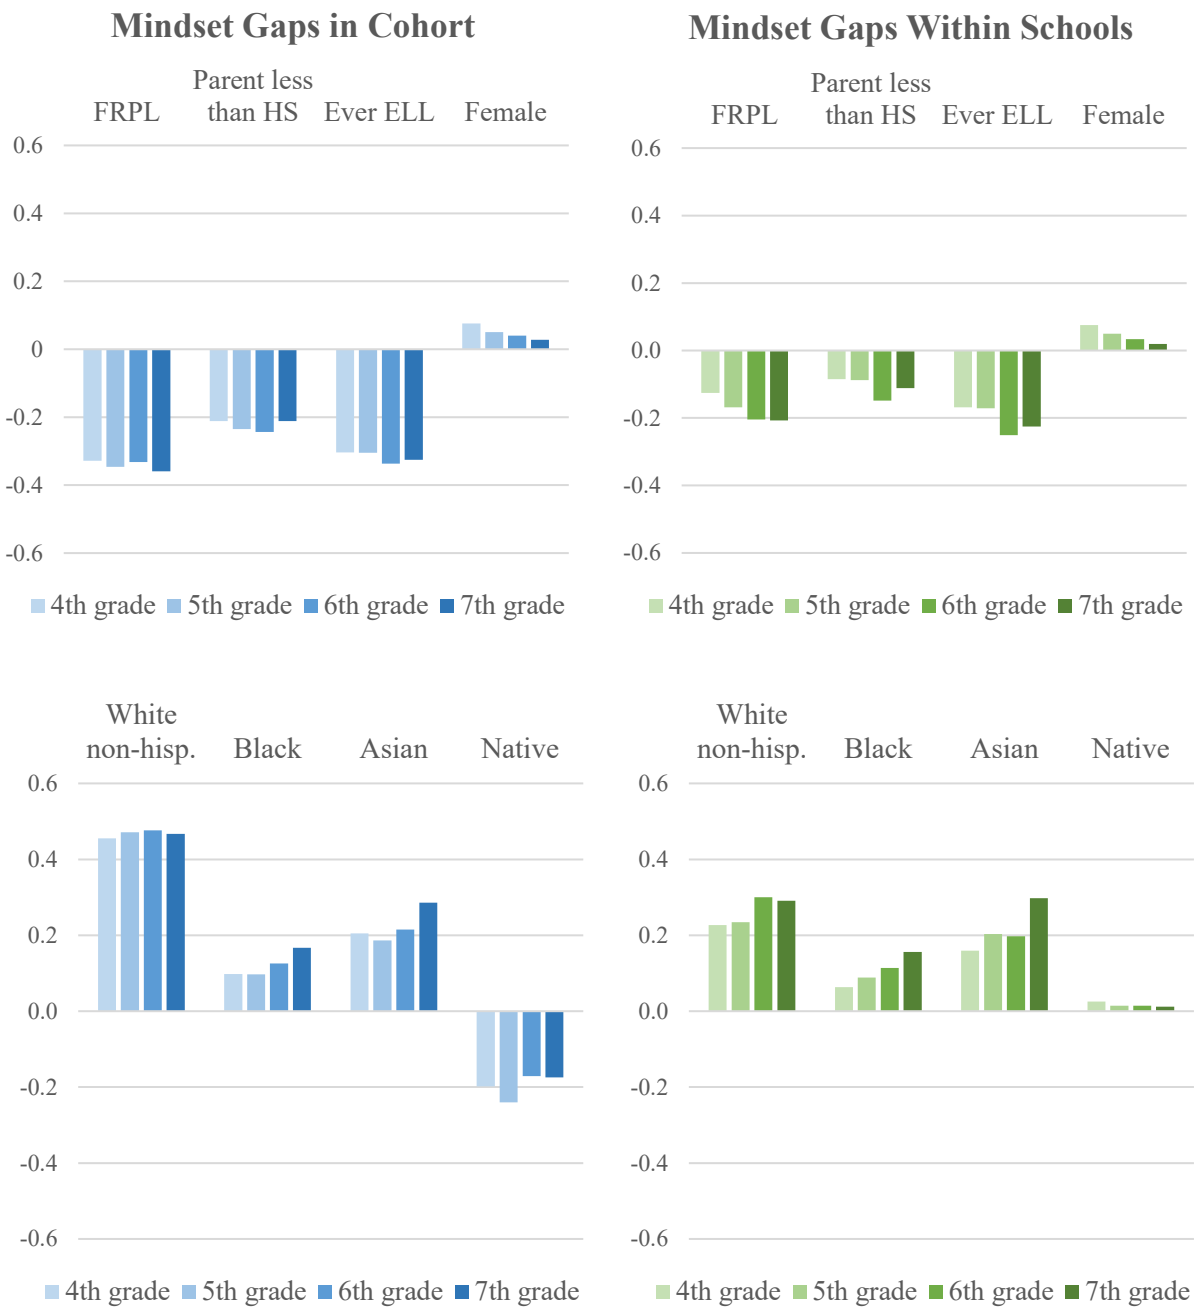 Mindset Gaps in Cohort
Parent less
FRPL than HS Ever ELL Female
0.6
0.4
0.2
0
-0.2
-0.4
-0.6
4th grade 5th grade 6th grade 7th grade
Mindset Gaps Within Schools
Parent less
FRPL than HS Ever ELL Female
0.6
0.4
0.2
0.0
-0.2
-0.4
-0.6
4th grade 5th grade 6th grade 7th grade
White
non-hisp. Black Asian Native
0.6
0.4
0.2
0.0
-0.2
-0.4
-0.6
4th grade 5th grade 6th grade 7th grade
White
non-hisp. Black Asian Native
0.6
0.4
0.2
0.0
-0.2
-0.4
-0.6
4th grade 5th grade 6th grade 7th grade